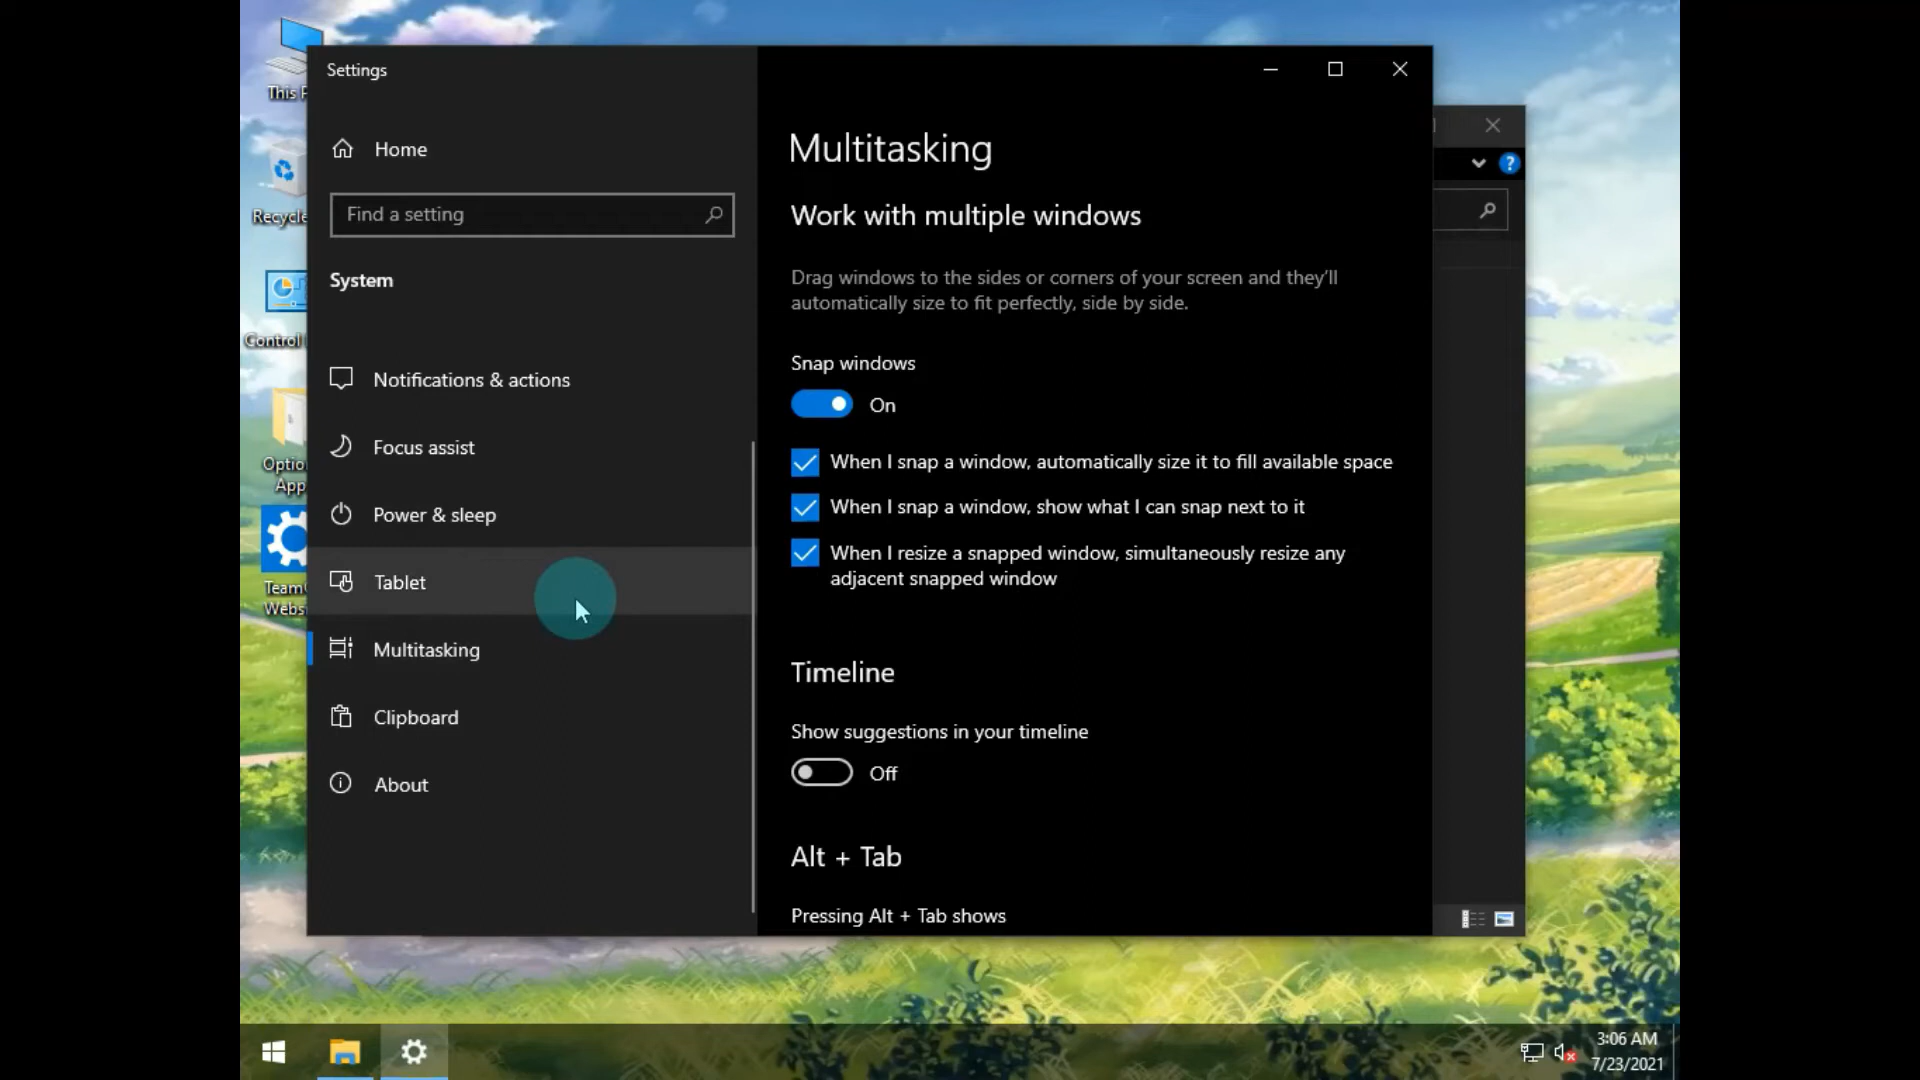 Settings
Home
Find a setting
System
Notifications & actions
Focus assist
Power & sleep
Tablet
Multitasking
Clipboard
About
Multitasking
Work with multiple windows
Drag windows to the sides or corners of your screen and they'll
automatically size to fit perfectly, side by side.
Snap windows
On
When I snap a window, automatically size it to fill available space
When I snap a window, show what I can snap next to it
When I resize a snapped window, simultaneously resize any
adjacent snapped window
Timeline
Show suggestions in your timeline
Off
Alt + Tab
Pressing Alt + Tab shows
This P
Recycle
Control
Optio
App
Team
Webs
?
3:06 AM
7/23/2021